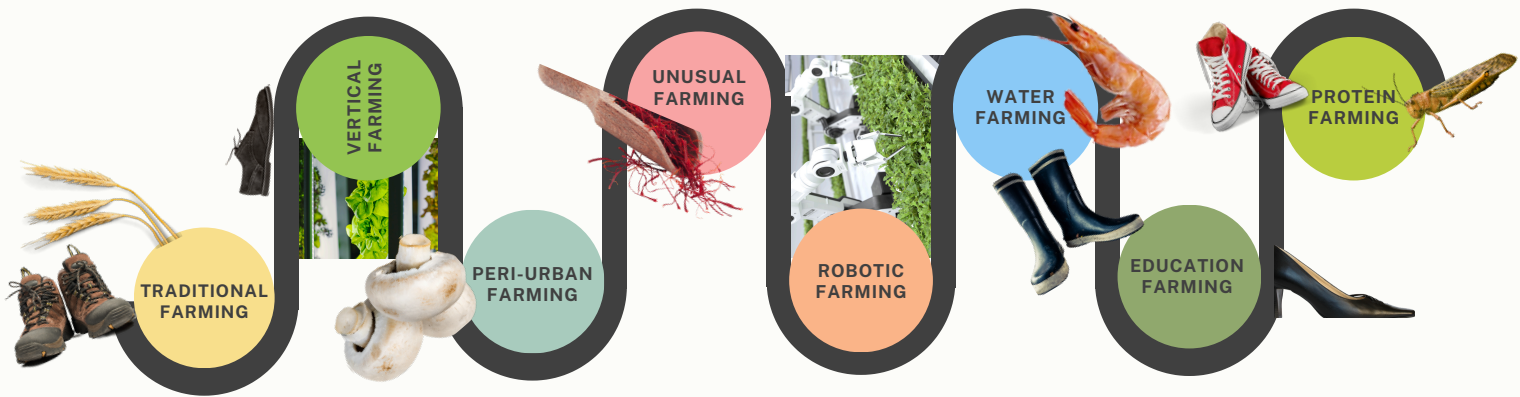 TRADITIONAL
FARMING
VERTICAL
FARMING
PERI-URBAN
FARMING
UNUSUAL
FARMING
ROBOTIC
FARMING
WATER
FARMING
EDUCATION
FARMING
PROTEIN
FARMING